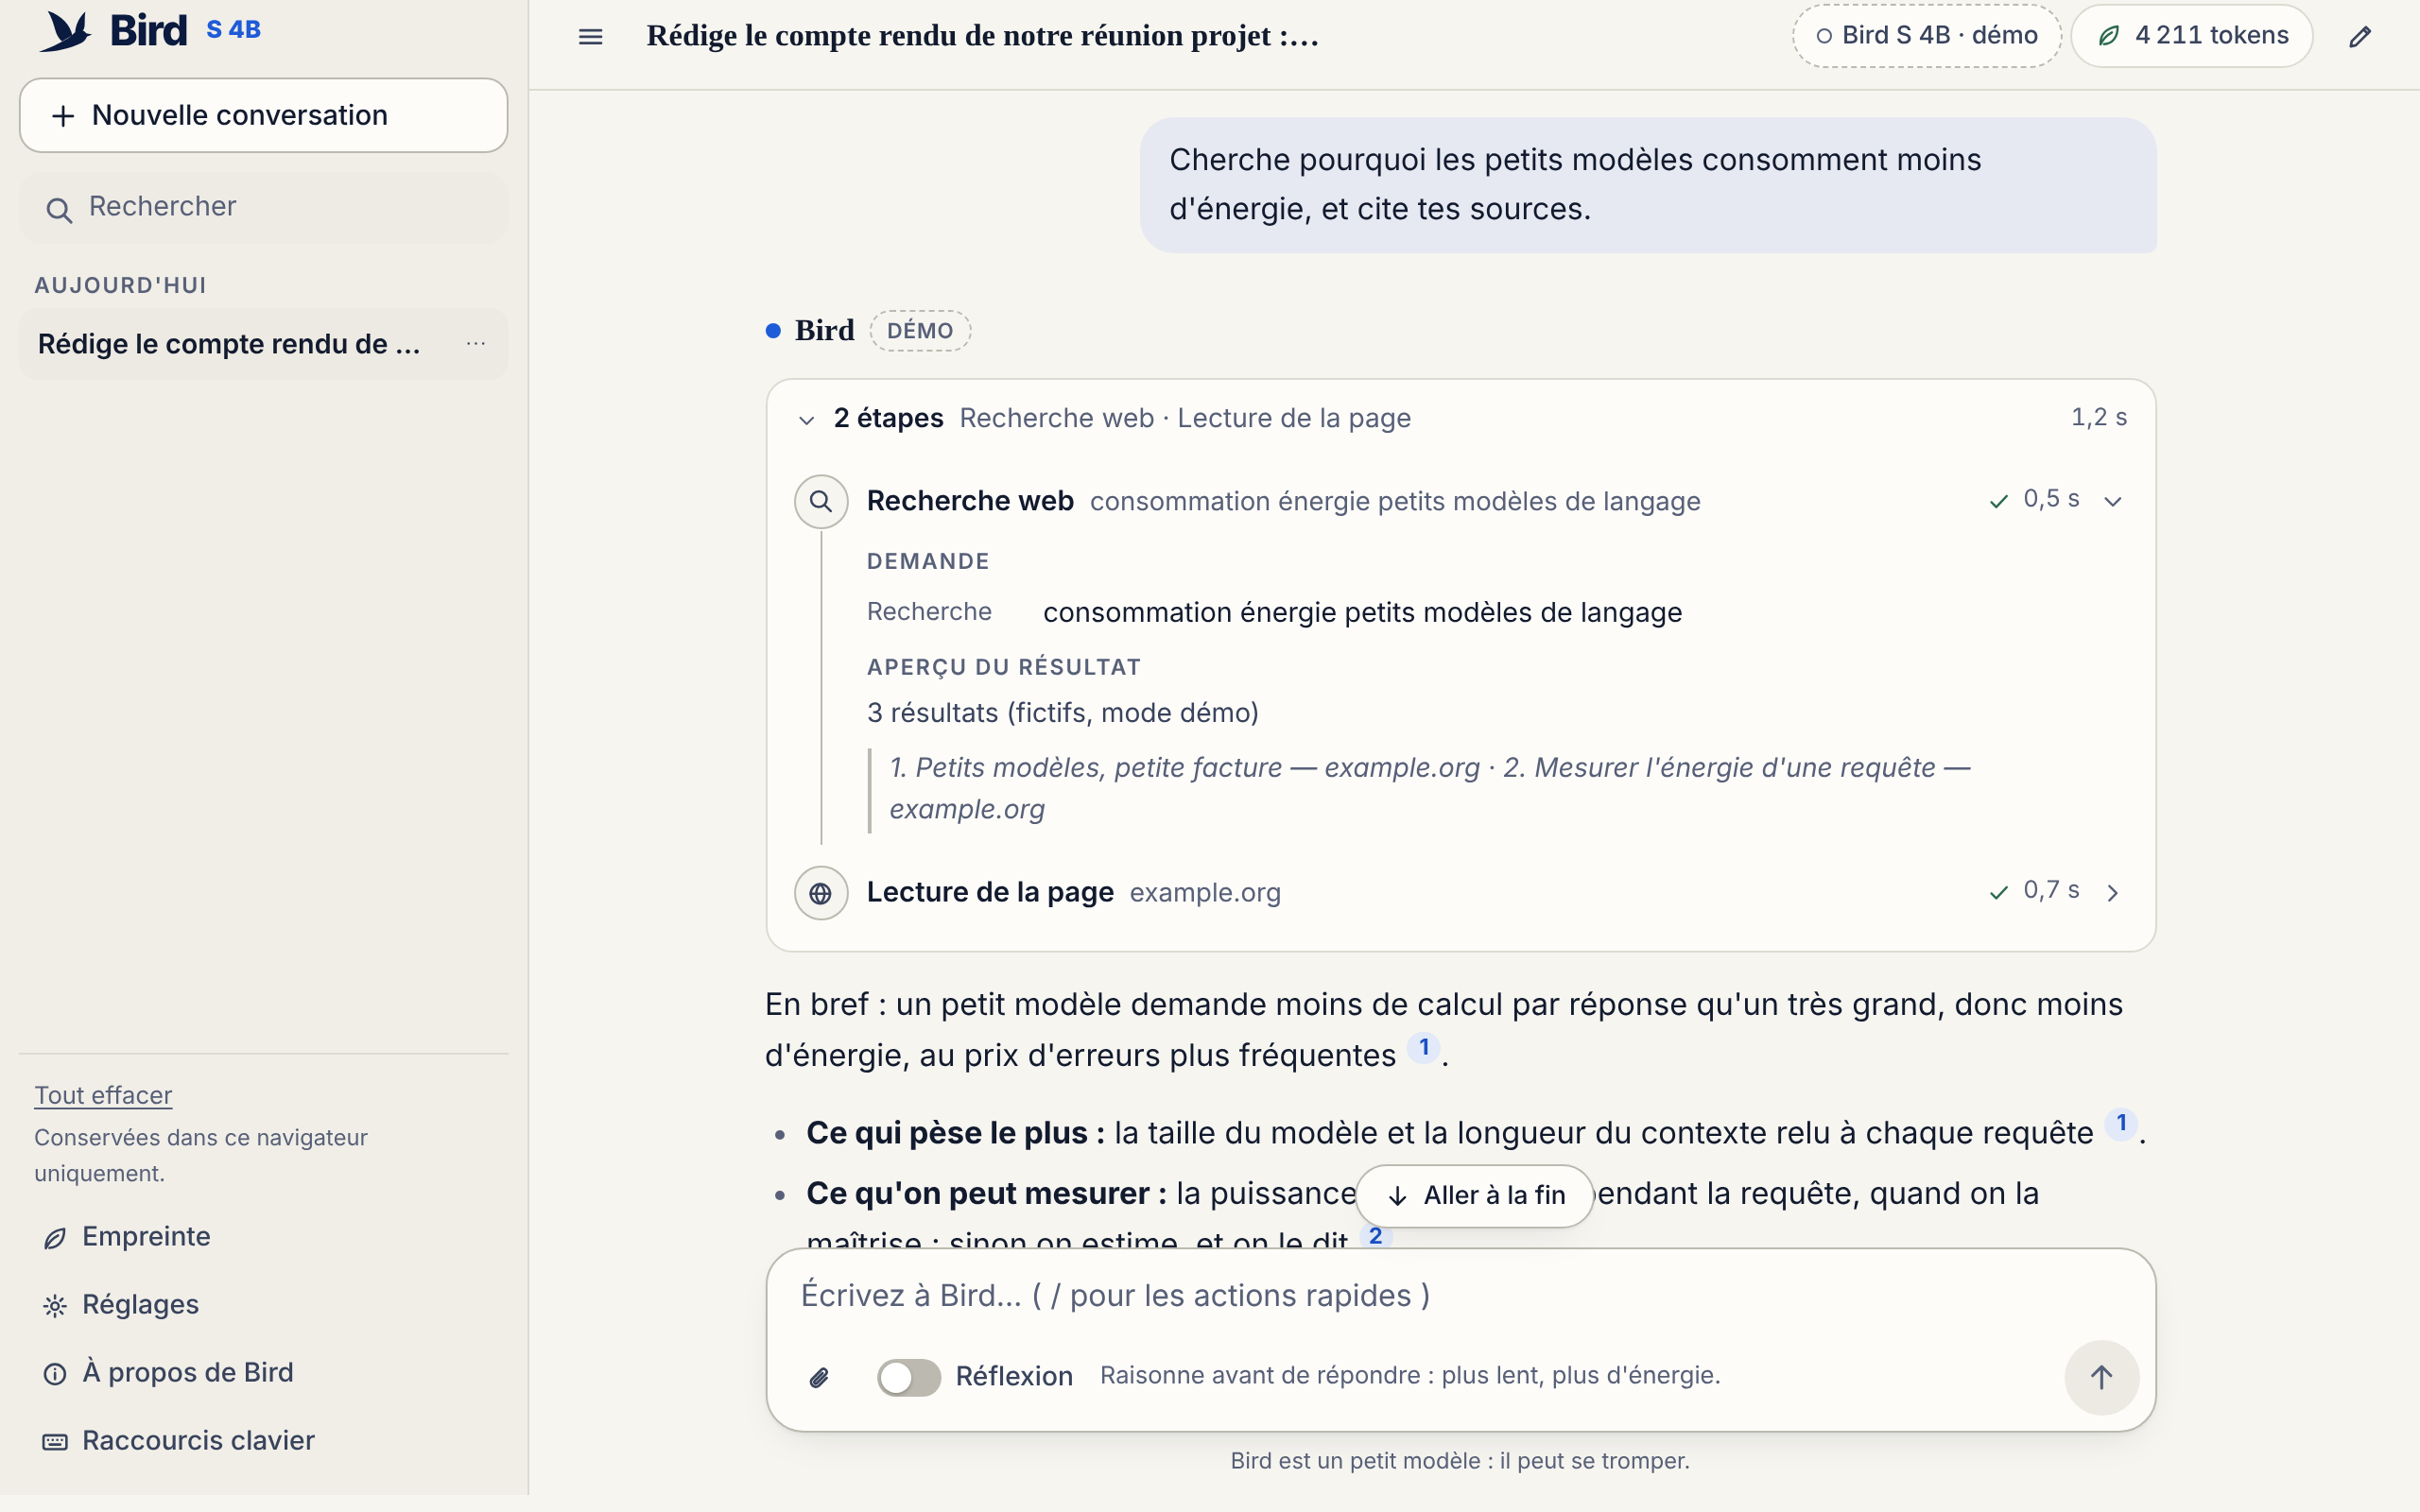 Bird S 4B
Nouvelle conversation
Rechercher
AUJOURD'HUI
Rédige le compte rendu de ...
Tout effacer
Conservées dans ce navigateur
uniquement.
Empreinte
Réglages
À propos de Bird
Raccourcis clavier
Rédige le compte rendu de notre réunion projet :…
Bird S 4B · démo
4 211 tokens
Cherche pourquoi les petits modèles consomment moins
d'énergie, et cite tes sources.
Bird DÉMO
2 étapes Recherche web · Lecture de la page 1,2 s
Recherche web consommation énergie petits modèles de langage 0,5 s
DEMANDE
Recherche consommation énergie petits modèles de langage
APERÇU DU RÉSULTAT
3 résultats (fictifs, mode démo)
1. Petits modèles, petite facture — example.org · 2. Mesurer l'énergie d'une requête —
example.org
Lecture de la page example.org 0,7 s
En bref : un petit modèle demande moins de calcul par réponse qu'un très grand, donc moins
d'énergie, au prix d'erreurs plus fréquentes 1.
• Ce qui pèse le plus : la taille du modèle et la longueur du contexte relu à chaque requête 1.
• Ce qu'on peut mesurer : la puissance endant la requête, quand on la
Aller à la fin
maîtrise ; sinon on estime, et on le dit 2
Écrivez à Bird... ( / pour les actions rapides )
Réflexion Raisonne avant de répondre : plus lent, plus d'énergie.
Bird est un petit modèle : il peut se tromper.